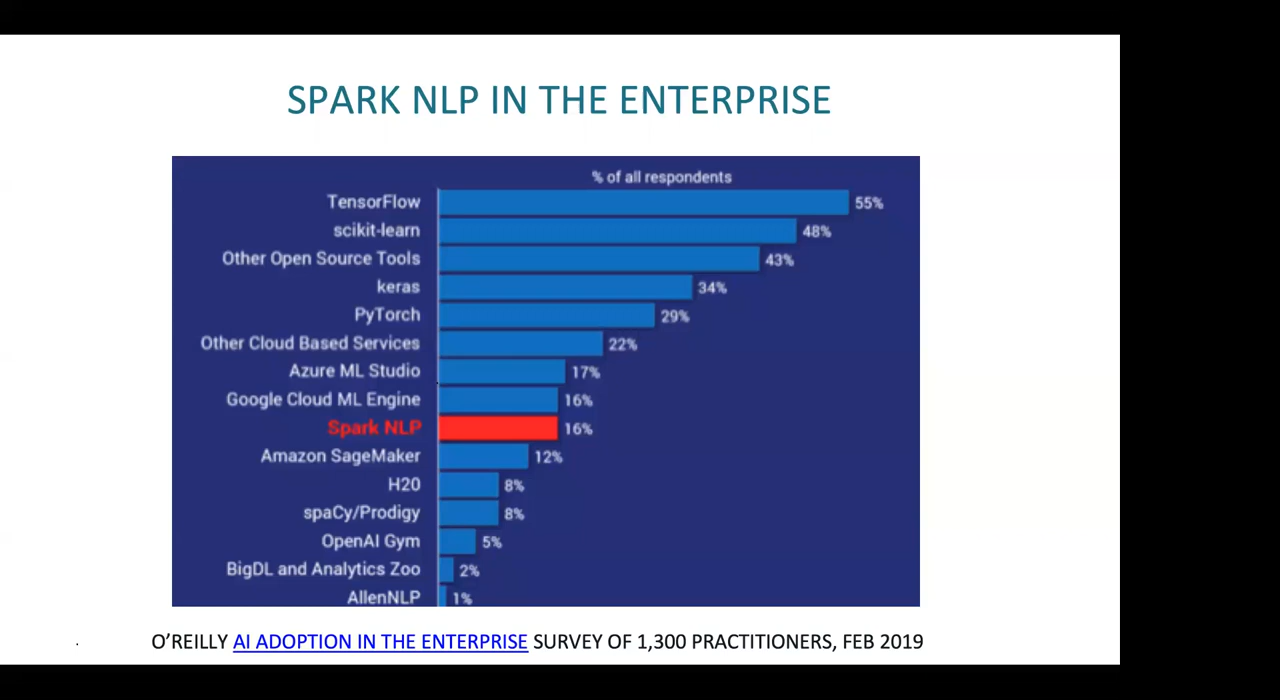 SPARK NLP IN THE ENTERPRISE
% of all respondents
TensorFlow 55%
scikit-learn 48%
Other Open Source Tools 43%
keras 34%
PyTorch 29%
Other Cloud Based Services 22%
Azure ML Studio 17%
Google Cloud ML Engine 16%
Spark NLP 16%
Amazon SageMaker 12%
H20 8%
spaCy/Prodigy 8%
OpenAI Gym 5%
BigDL and Analytics Zoo 2%
AllenNLP 1%
O’REILLY AI ADOPTION IN THE ENTERPRISE SURVEY OF 1,300 PRACTITIONERS, FEB 2019